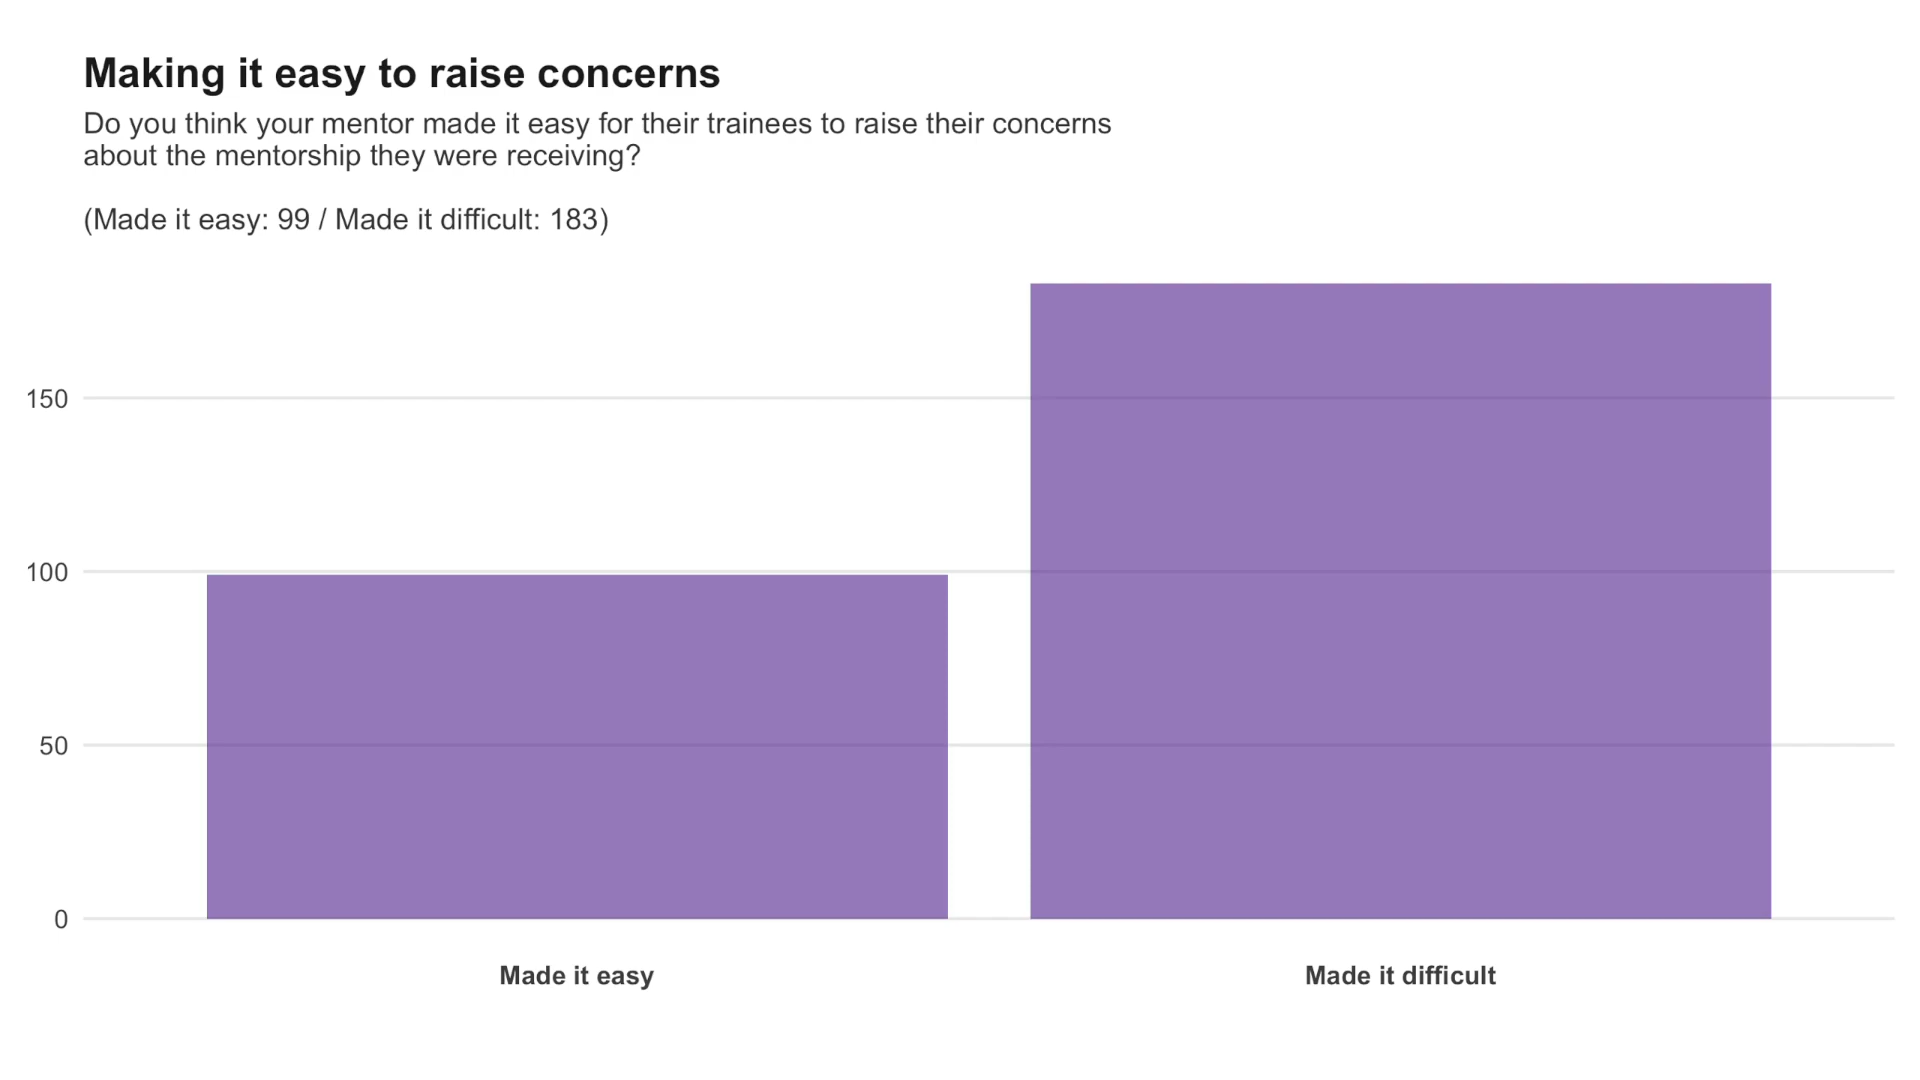 Making it easy to raise concerns
Do you think your mentor made it easy for their trainees to raise their concerns
about the mentorship they were receiving?
(Made it easy: 99 / Made it difficult: 183)
150
100
50
0
Made it easy
Made it difficult